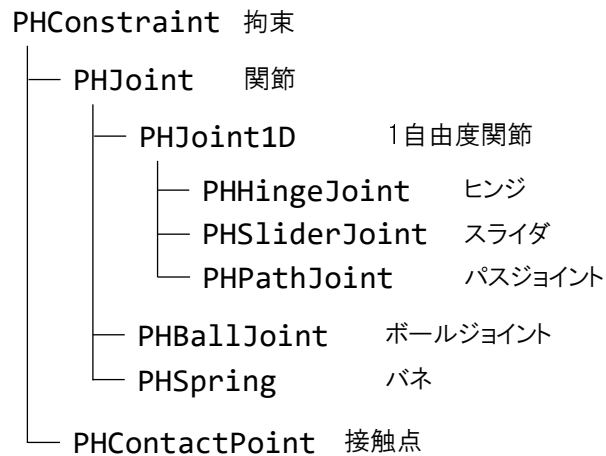 PHConstraint 拘束
PHJoint 関節
PHJoint1D 1自由度関節
PHHingeJoint ヒンジ
PHSliderJoint スライダ
PHPathJoint パスジョイント
PHBallJoint ボールジョイント
PHSpring バネ
PHContactPoint 接触点